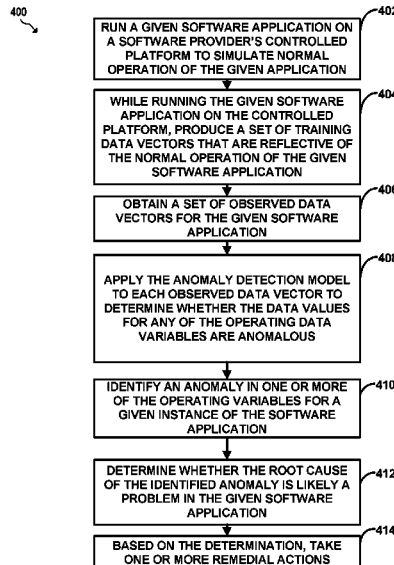 400
402
RUN A GIVEN SOFTWARE APPLICATION ON
A SOFTWARE PROVIDER'S CONTROLLED
PLATFORM TO SIMULATE NORMAL
OPERATION OF THE GIVEN APPLICATION
404
WHILE RUNNING THE GIVEN SOFTWARE
APPLICATION ON THE CONTROLLED
PLATFORM, PRODUCE A SET OF TRAINING
DATA VECTORS THAT ARE REFLECTIVE
OF THE NORMAL OPERATION OF THE GIVEN
SOFTWARE APPLICATION
406
OBTAIN A SET OF OBSERVED DATA
VECTORS FOR THE GIVEN SOFTWARE
APPLICATION
408
APPLY THE ANOMALY DETECTION MODEL
TO EACH OBSERVED DATA VECTOR TO
DETERMINE WHETHER THE DATA VALUES
FOR ANY OF THE OPERATING DATA
VARIABLES ARE ANOMALOUS
410
IDENTIFY AN ANOMALY IN ONE OR MORE
OF THE OPERATING VARIABLES FOR A
GIVEN INSTANCE OF THE SOFTWARE
APPLICATION
412
DETERMINE WHETHER THE ROOT CAUSE
OF THE IDENTIFIED ANOMALY IS LIKELY A
PROBLEM IN THE GIVEN SOFTWARE
APPLICATION
414
BASED ON THE DETERMINATION, TAKE
ONE OR MORE REMEDIAL ACTIONS